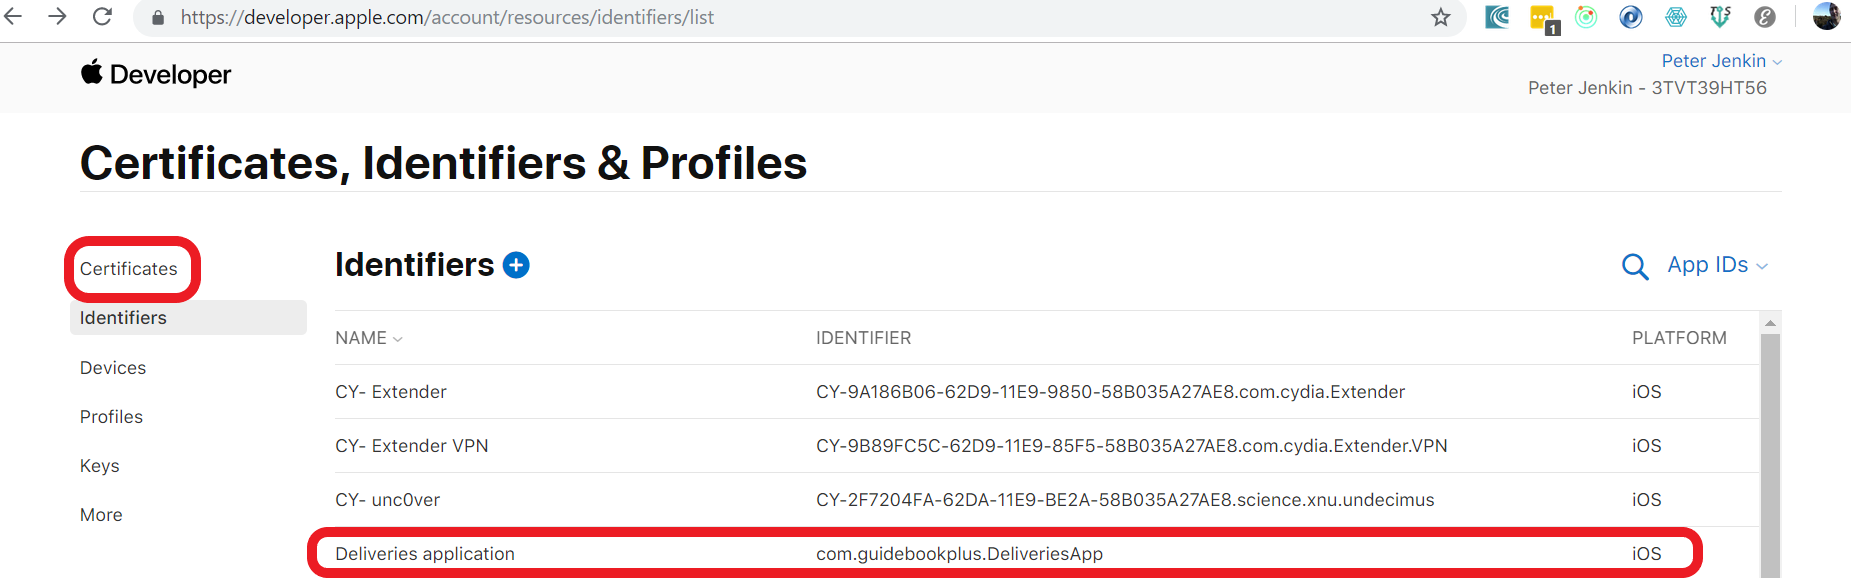 https://developer.apple.com/account/resources/identifiers/list
1
TS
Developer
Peter Jenkin
Peter Jenkin - 3TVT39HT56
Certificates, Identifiers & Profiles
Certificates
Identifiers
Devices
Profiles
Keys
More
Identifiers
App IDs
NAME IDENTIFIER PLATFORM
CY- Extender CY-9A186B06-62D9-11E9-9850-58B035A27AE8.com.cydia.Extender iOS
CY- Extender VPN CY-9B89FC5C-62D9-11E9-85F5-58B035A27AE8.com.cydia.Extender.VPN iOS
CY- unc0ver CY-2F7204FA-62DA-11E9-BE2A-58B035A27AE8.science.xnu.undecimus iOS
Deliveries application com.guidebookplus.DeliveriesApp iOS